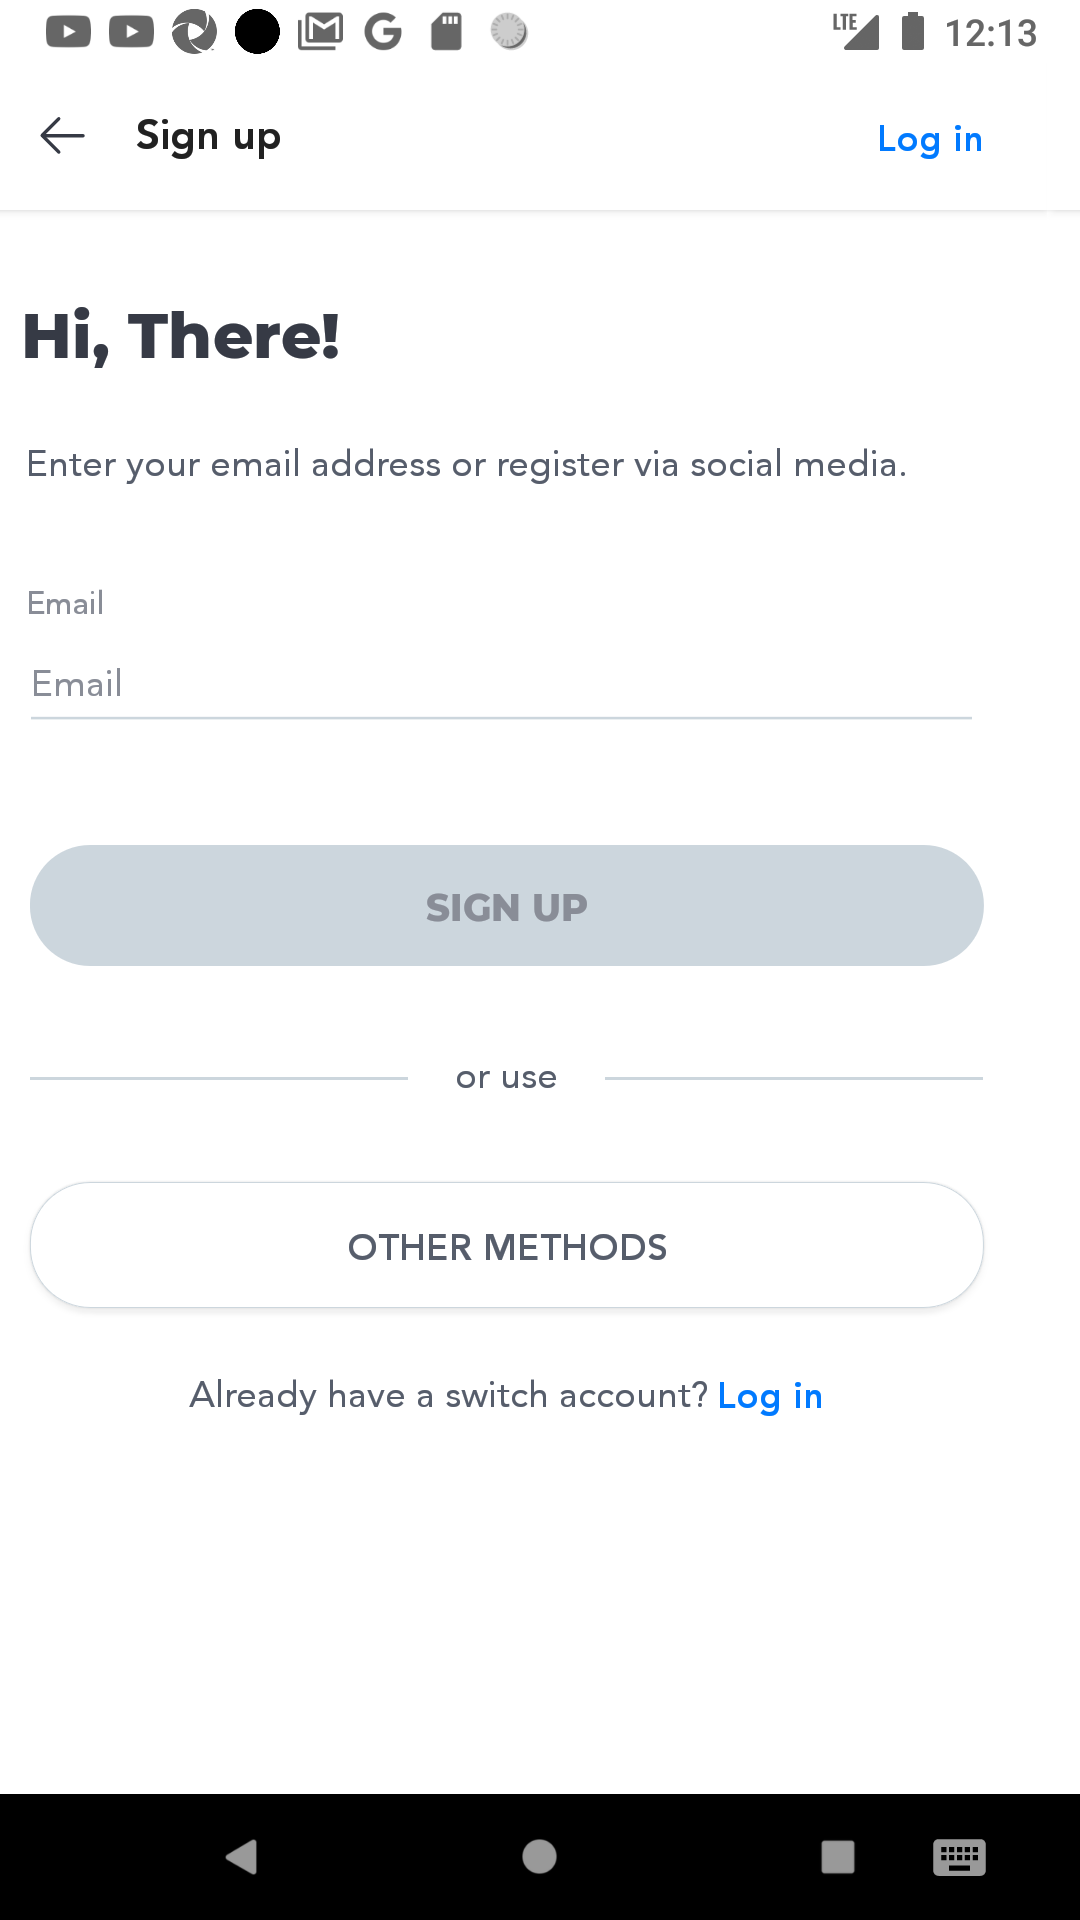 LTE 12:13
Sign up
Log in
Hi, There!
Enter your email address or register via social media.
Email
Email
SIGN UP
or use
OTHER METHODS
Already have a switch account? Log in